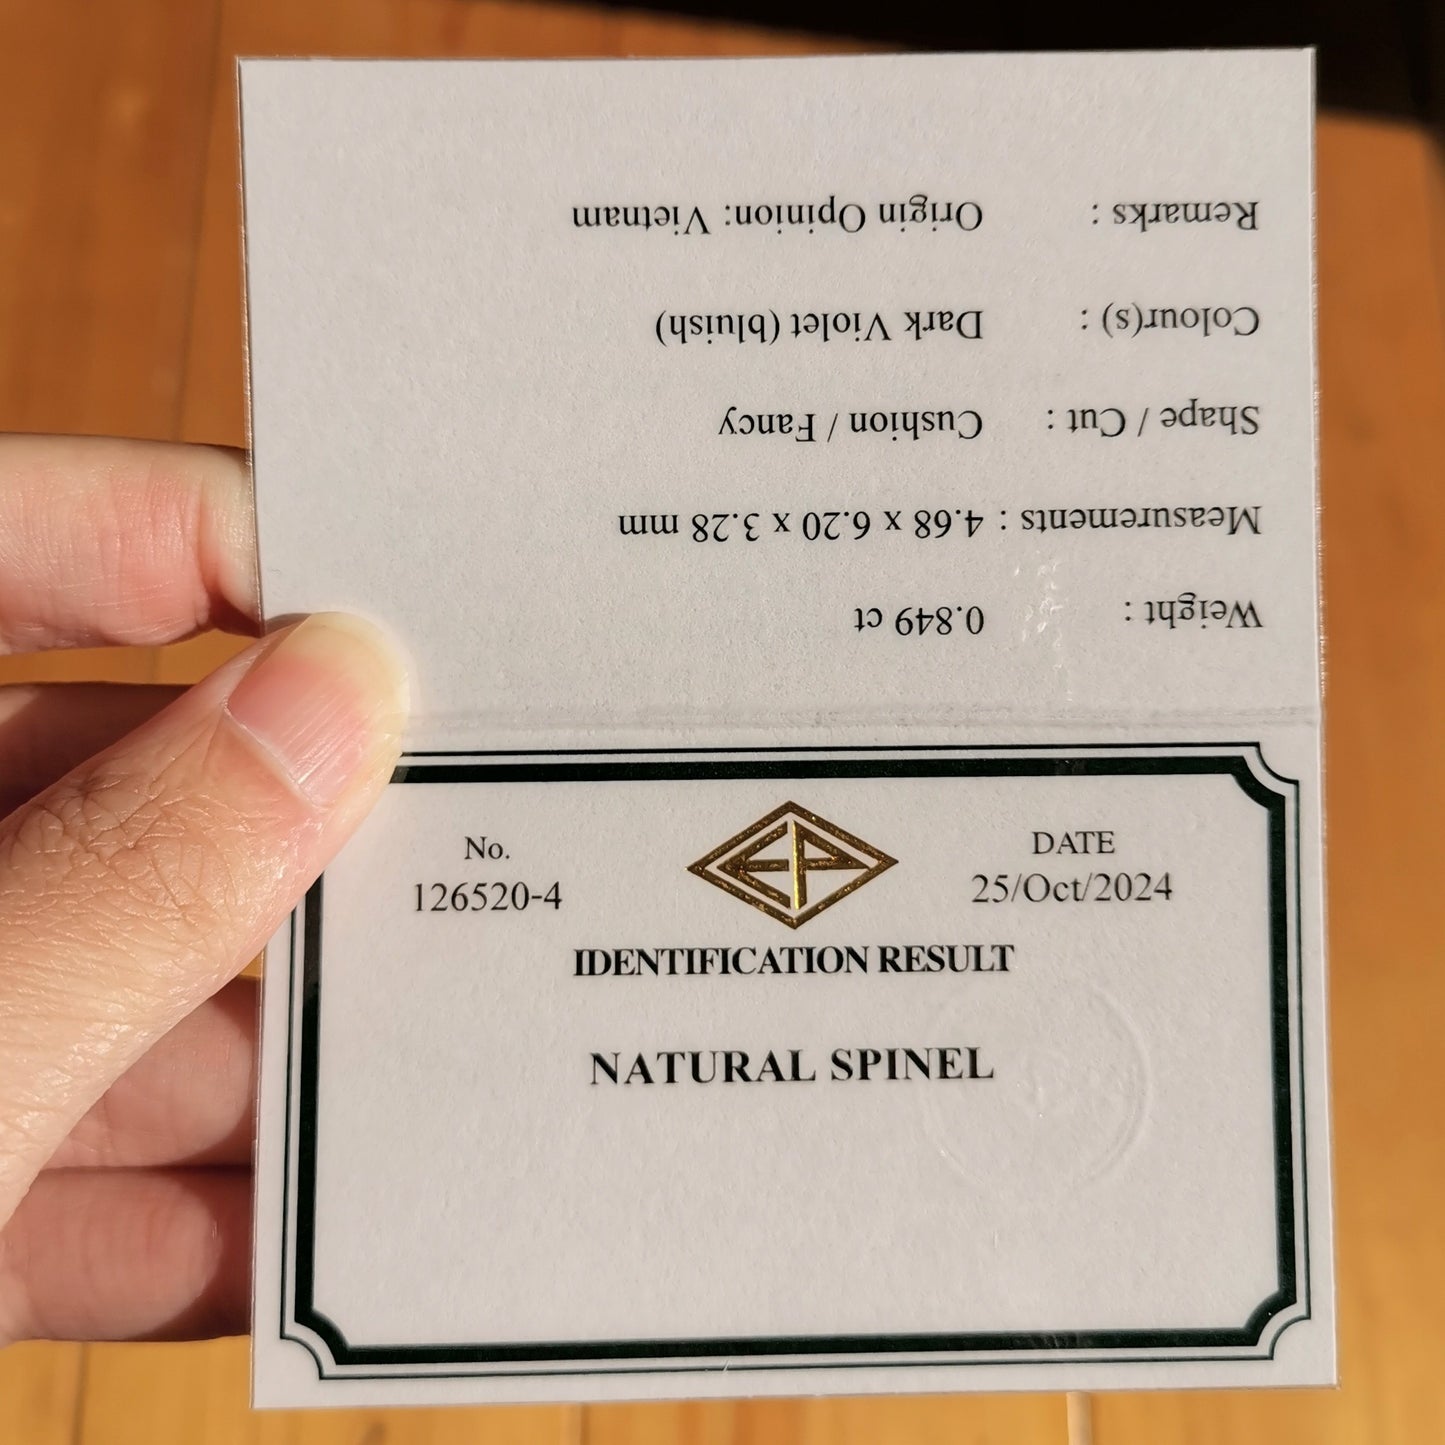 Weight : 0.849 ct
Measurements : 4.68 x 6.20 x 3.28 mm
Shape / Cut : Cushion / Fancy
Colour(s) : Dark Violet (bluish)
Remarks : Origin Opinion: Vietnam
No.
126520-4
DATE
25/Oct/2024
IDENTIFICATION RESULT
NATURAL SPINEL